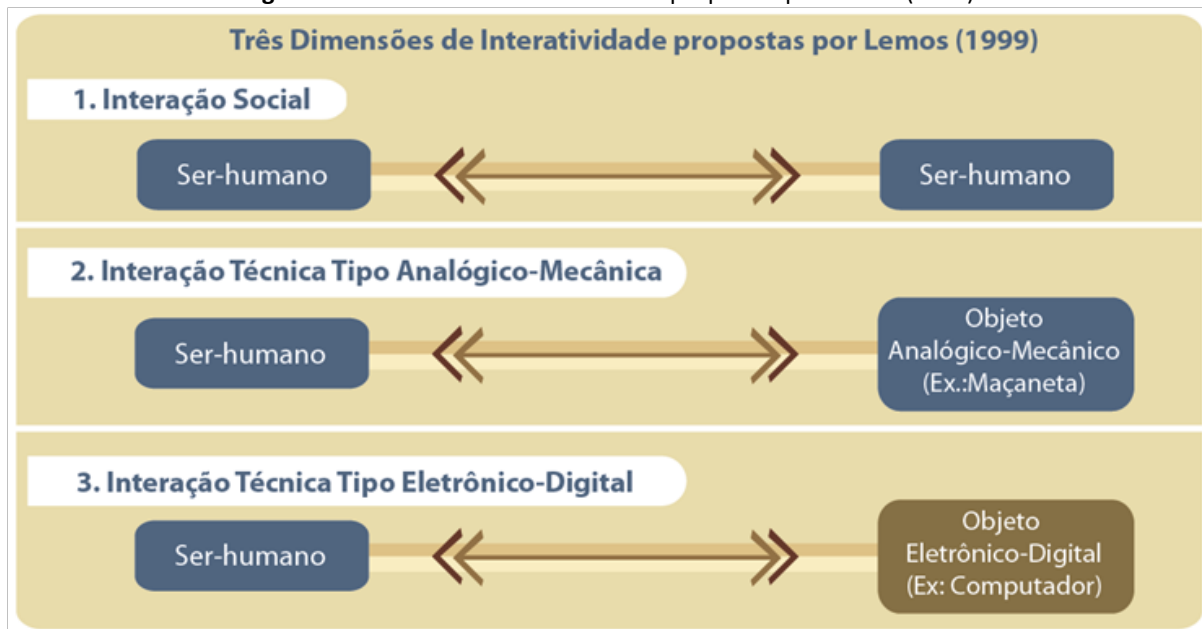 Três Dimensões de Interatividade propostas por Lemos (1999)
1. Interação Social
Ser-humano
Ser-humano
2. Interação Técnica Tipo Analógico-Mecânica
Ser-humano
Objeto
Analógico-Mecânico
(Ex.:Maçaneta)
3. Interação Técnica Tipo Eletrônico-Digital
Ser-humano
Objeto
Eletrônico-Digital
(Ex: Computador)